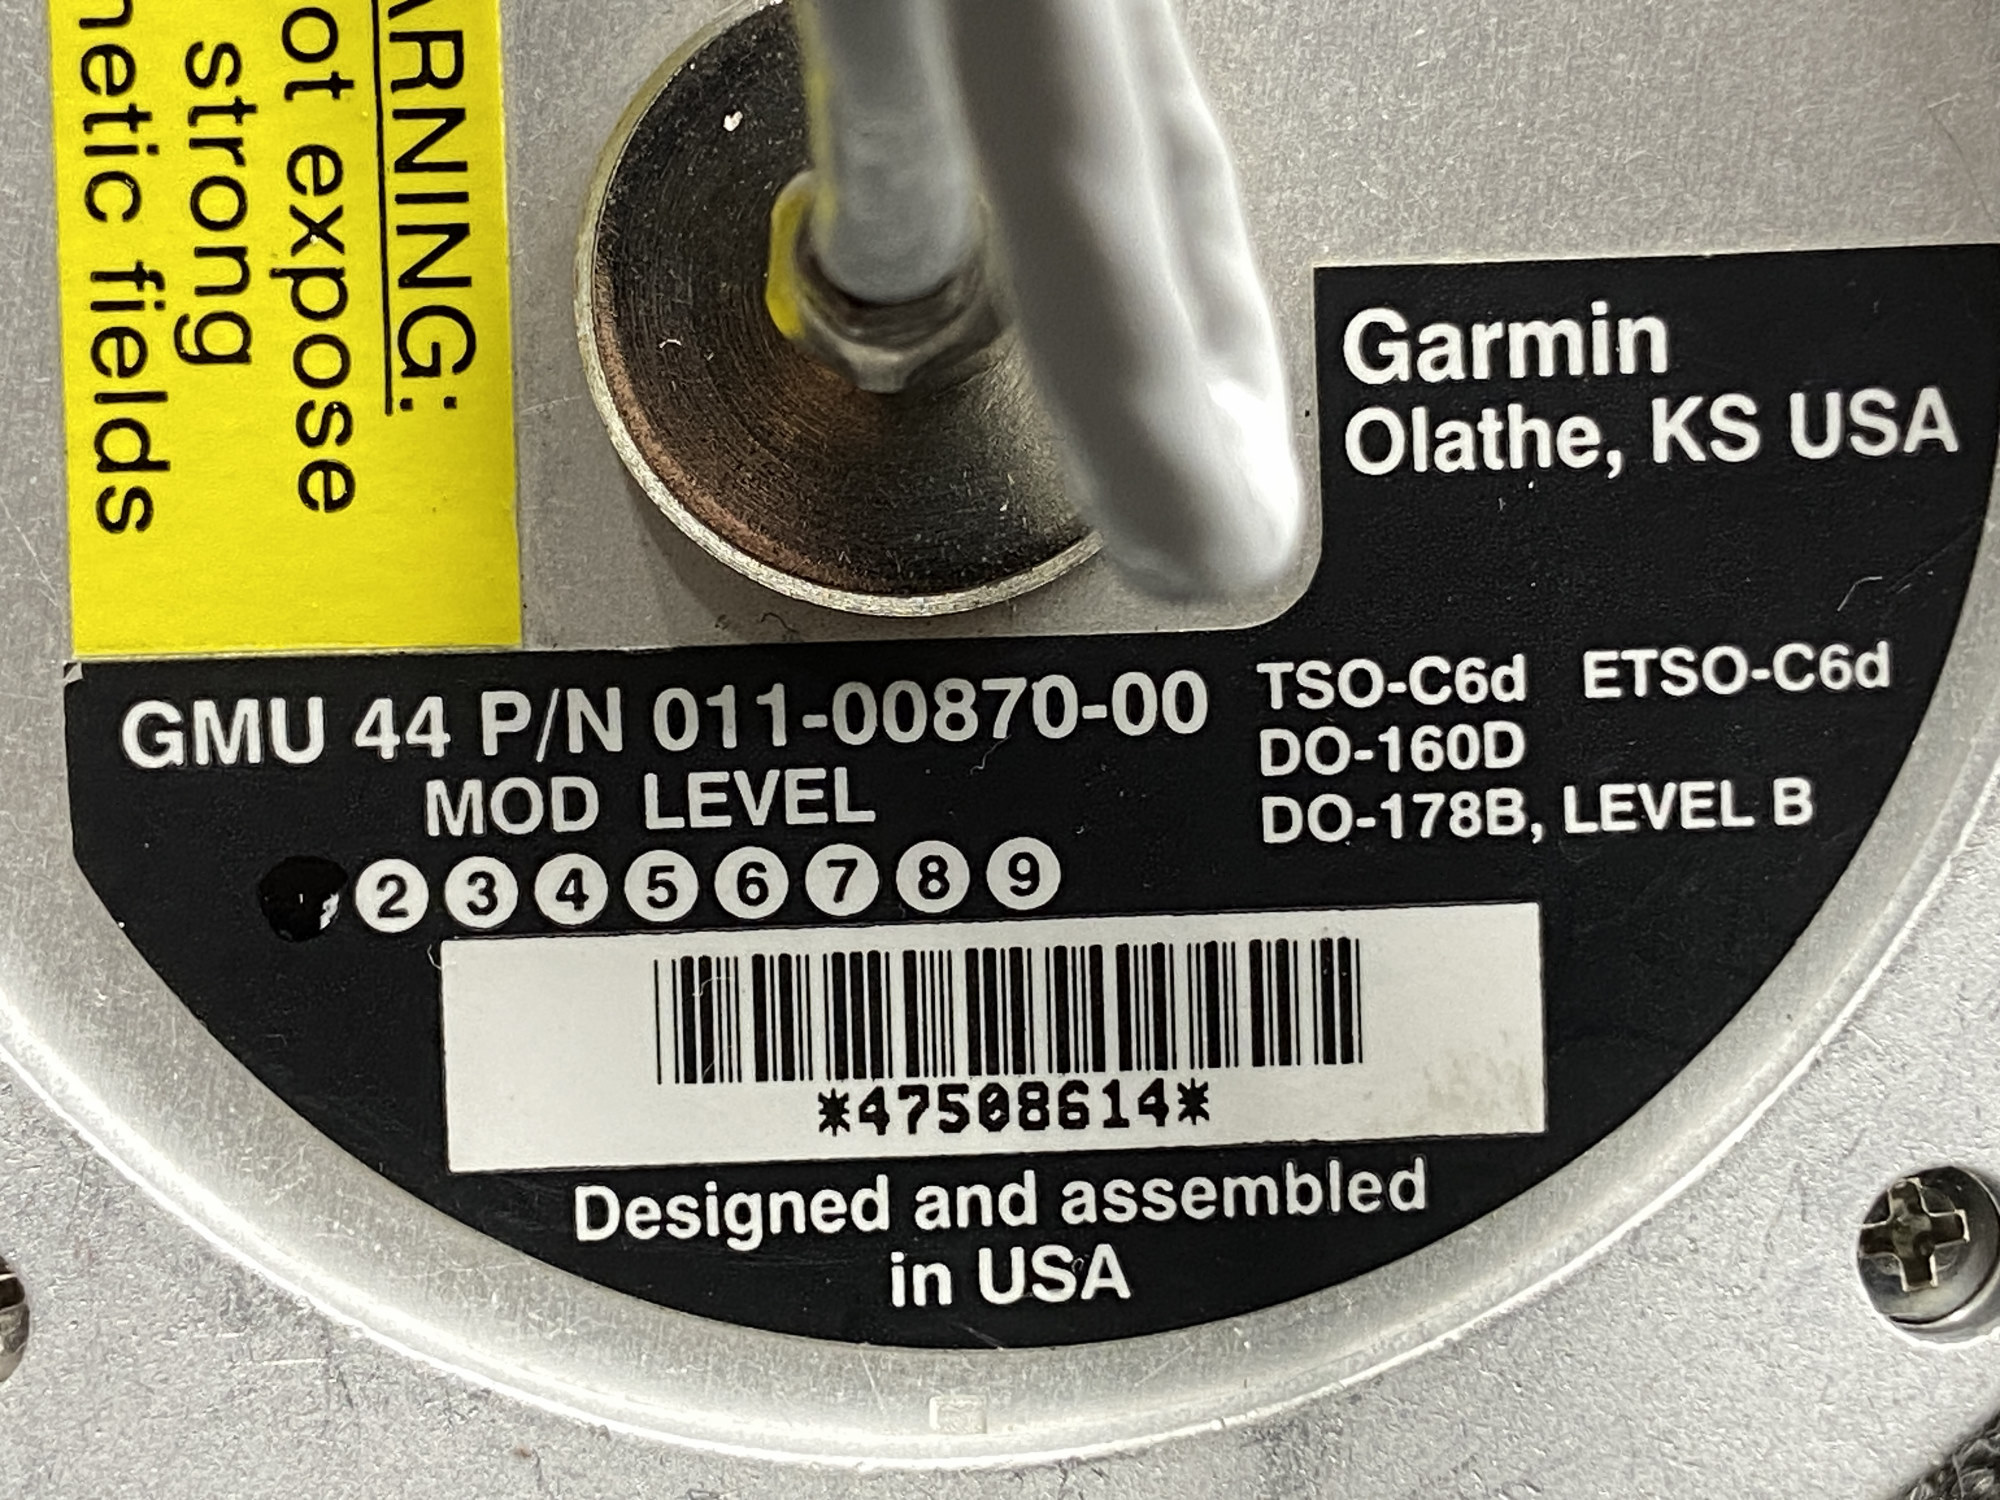 ARNING:
ot expose
strong
netic fields
Garmin
Olathe, KS USA
GMU 44 P/N 011-00870-00
MOD LEVEL
2 3 4 5 6 7 8 9
TSO-C6d ETSO-C6d
DO-160D
DO-178B, LEVEL B
*47508614*
Designed and assembled
in USA